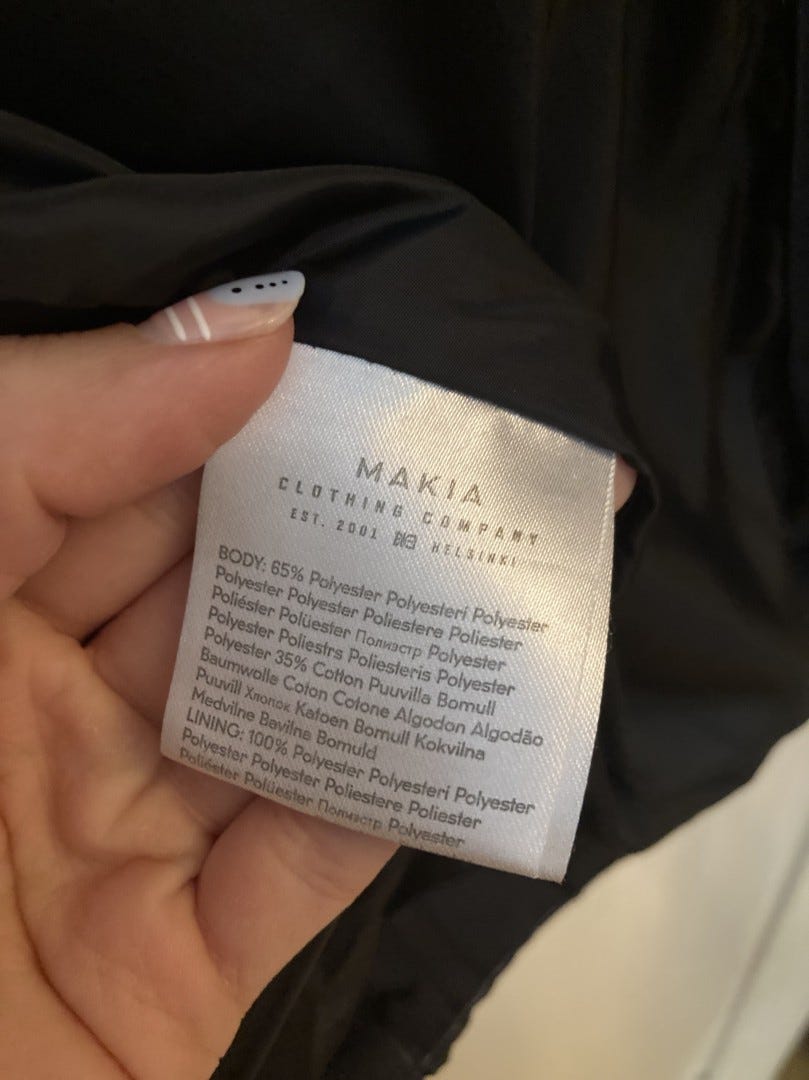 MAKIA
CLOTHING COMPANY
EST. 2001 HELSINKI
BODY: 65% Polyester Polyesteri Polyester
Polyester Polyester Poliestere Poliester
Poliéster Polüester Полиэстр Polyester
Polyester Poliestrs Poliesteris Polyester
Polyester 35% Cotton Puuvilla Bomull
Baumwolle Coton Cotone Algodon Algodão
Puuvill Хлопок Katoen Bomull Kokvilna
Medvilne Bavilna Bomuld
LINING: 100% Polyester Polyesteri Polyester
Polyester Polyester Poliestere Poliester
Poliéster Polüester Полиэстр Polyester